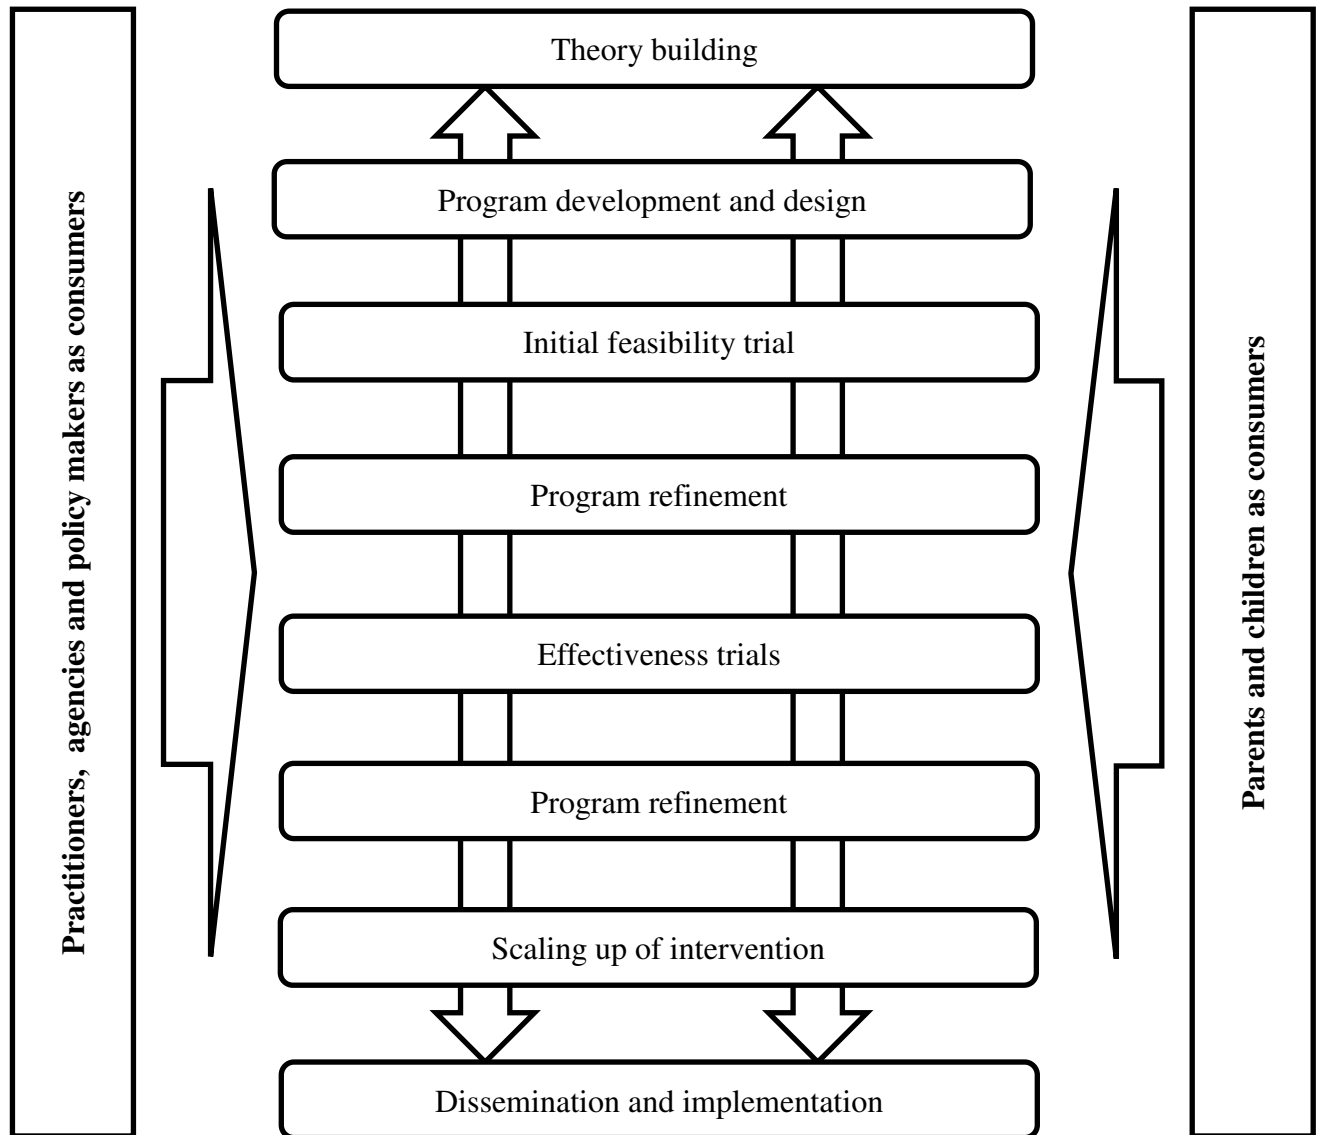 Practitioners,  agencies and policy makers as consumers
Theory building
Program development and design
Initial feasibility trial
Program refinement
Effectiveness trials
Program refinement
Scaling up of intervention
Dissemination and implementation
Parents and children as consumers